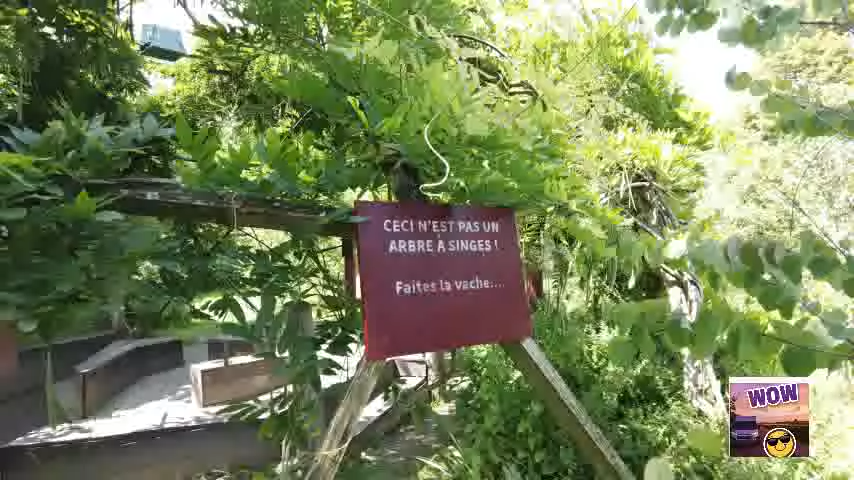 CECI N'EST PAS UN
ARBRE À SINGES !
Faites la vache....
WOW